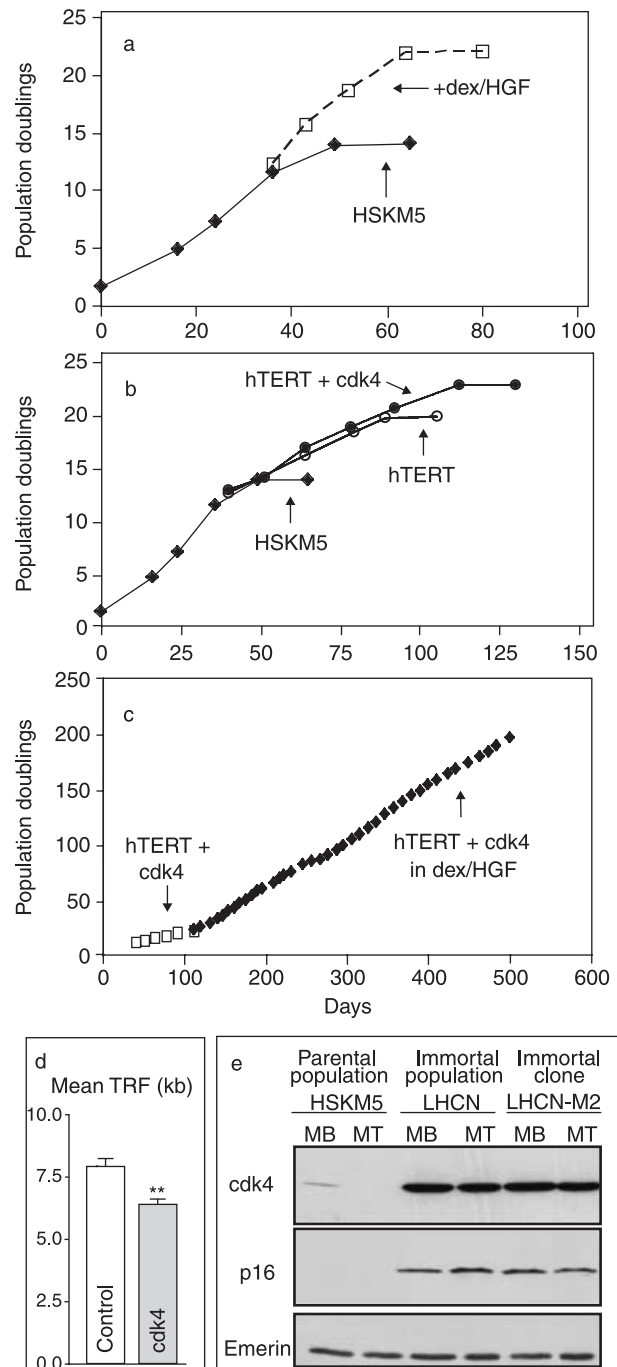 a
Population doublings
25
20
15
10
5
0
+dex/HGF
HSKM5
0 20 40 60 80 100
b
Population doublings
25
20
15
10
5
0
hTERT + cdk4
hTERT
HSKM5
0 25 50 75 100 125 150
c
Population doublings
250
200
150
100
50
0
hTERT +
cdk4
hTERT + cdk4
in dex/HGF
0 100 200 300 400 500 600
Days
d
Mean TRF (kb)
10.0
7.5
5.0
2.5
0.0
**
Control
cdk4
e
Parental Immortal Immortal
population population clone
HSKM5 LHCN LHCN-M2
MB MT MB MT MB MT
cdk4
p16
Emerin